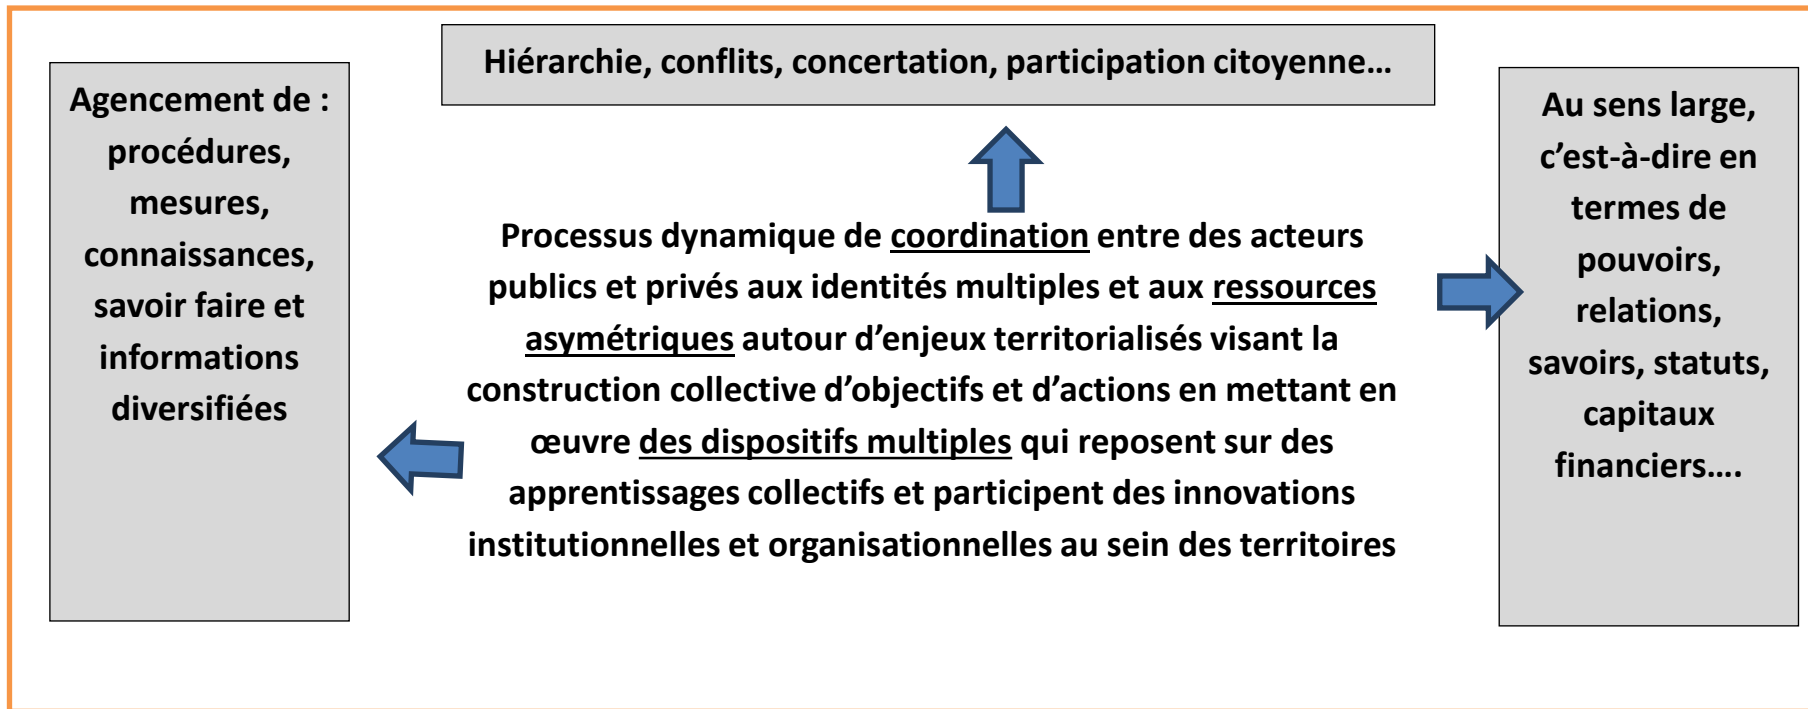 Hiérarchie, conflits, concertation, participation citoyenne…
Agencement de :
procédures,
mesures,
connaissances,
savoir faire et
informations
diversifiées
Processus dynamique de coordination entre des acteurs
publics et privés aux identités multiples et aux ressources
asymétriques autour d’enjeux territorialisés visant la
construction collective d’objectifs et d’actions en mettant en
œuvre des dispositifs multiples qui reposent sur des
apprentissages collectifs et participent des innovations
institutionnelles et organisationnelles au sein des territoires
Au sens large,
c’est-à-dire en
termes de
pouvoirs,
relations,
savoirs, statuts,
capitaux
financiers….